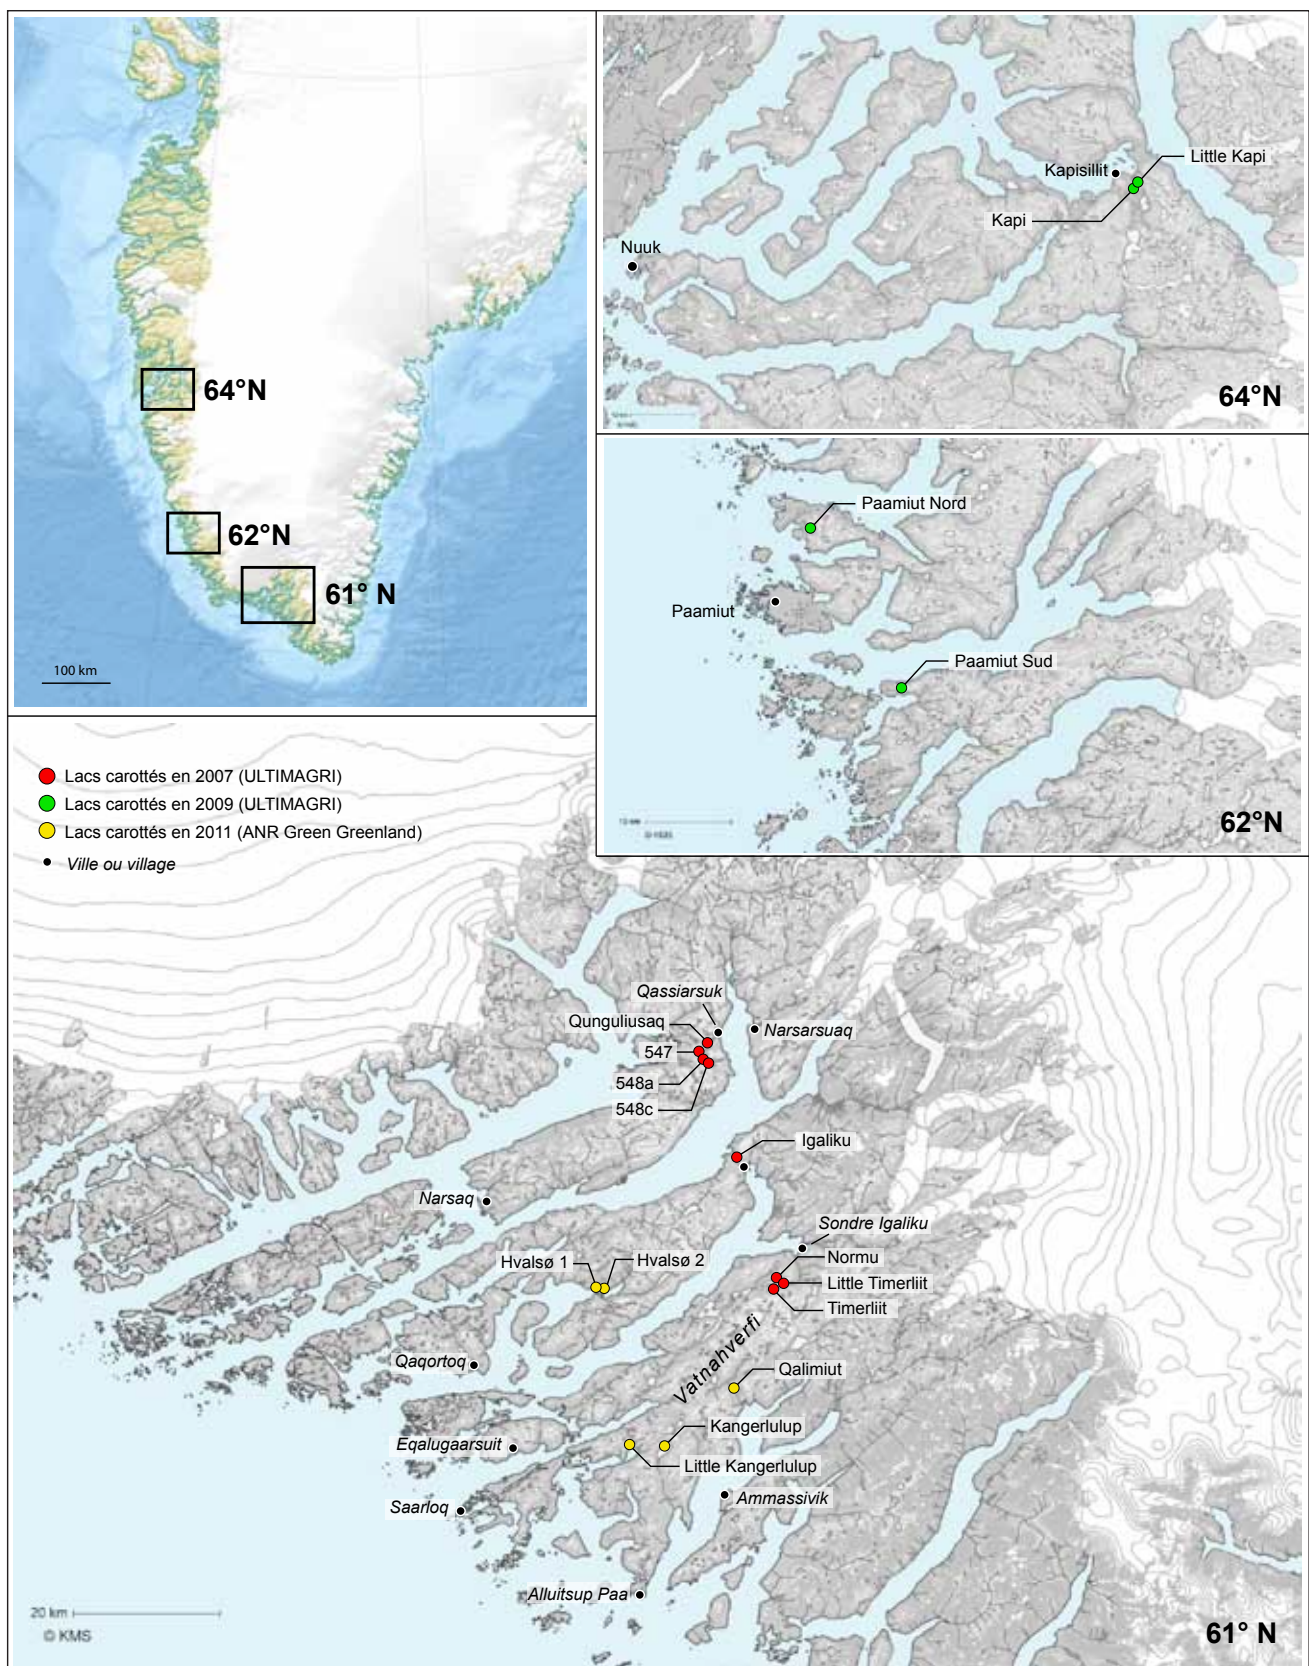 64°N
62°N
61° N
100 km
Little Kapi
Kapisillit
Kapi
Nuuk
64°N
Paamiut Nord
Paamiut
Paamiut Sud
62°N
Lacs carottés en 2007 (ULTIMAGRI)
Lacs carottés en 2009 (ULTIMAGRI)
Lacs carottés en 2011 (ANR Green Greenland)
Ville ou village
Qassiarsuk
Qunguliusaq
Narsarsuaq
547
548a
548c
Igaliku
Narsaq
Sondre Igaliku
Hvalsø 1
Hvalsø 2
Normu
Little Timerliit
Timerliit
Vatnahverfi
Qaqortoq
Qalimiut
Kangerlulup
Eqalugaarsuit
Little Kangerlulup
Ammassivik
Saarloq
Alluitsup Paa
20 km
© KMS
61° N